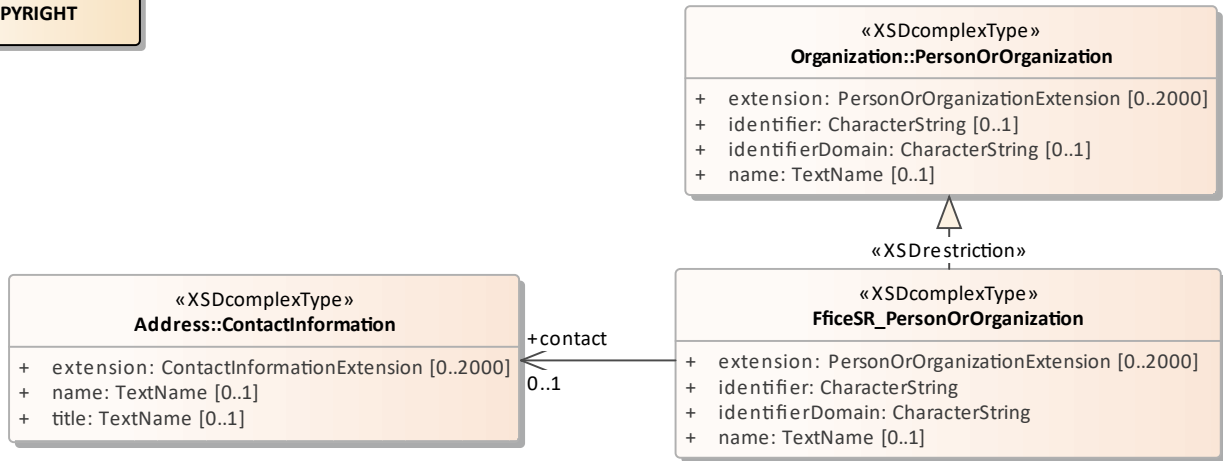 PYRIGHT
«XSDcomplexType»
Organization::PersonOrOrganization
+ extension: PersonOrOrganizationExtension [0..2000]
+ identifier: CharacterString [0..1]
+ identifierDomain: CharacterString [0..1]
+ name: TextName [0..1]
«XSDrestriction»
«XSDcomplexType»
Address::ContactInformation
+ extension: ContactInformationExtension [0..2000]
+ name: TextName [0..1]
+ title: TextName [0..1]
+contact
0..1
«XSDcomplexType»
FficeSR_PersonOrOrganization
+ extension: PersonOrOrganizationExtension [0..2000]
+ identifier: CharacterString
+ identifierDomain: CharacterString
+ name: TextName [0..1]